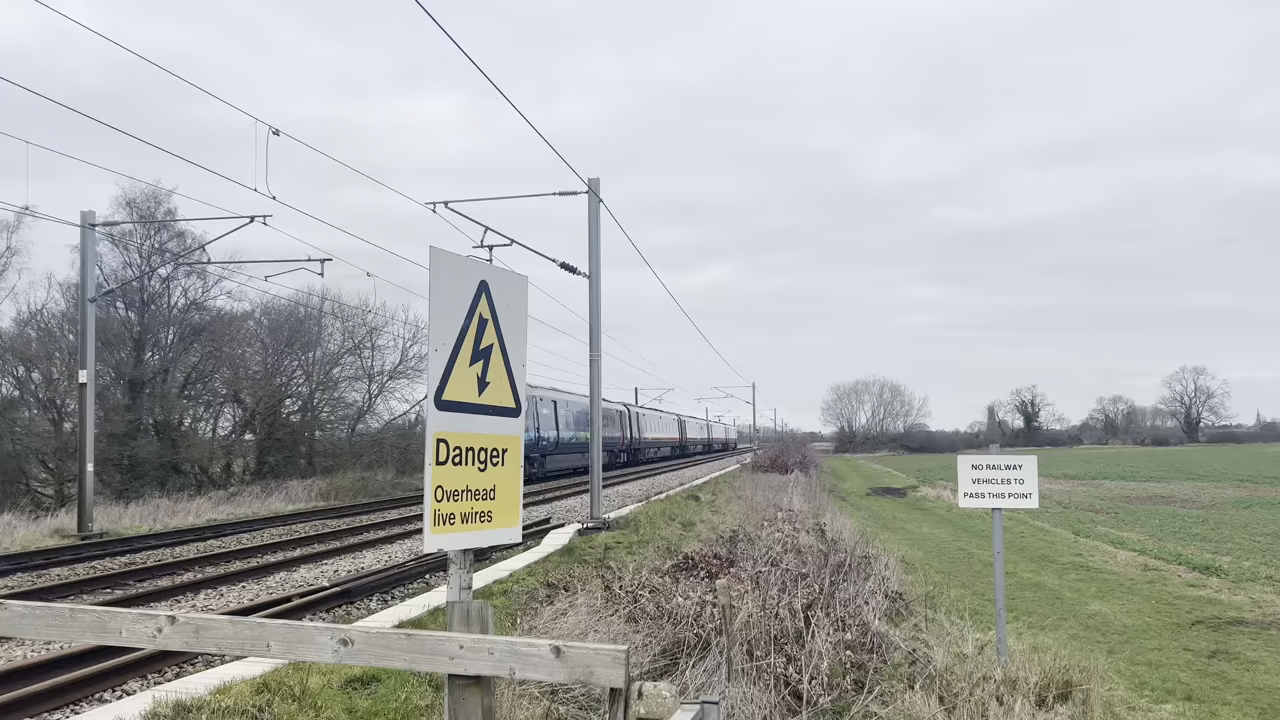 Danger
Overhead
live wires
NO RAILWAY
VEHICLES TO
PASS THIS POINT